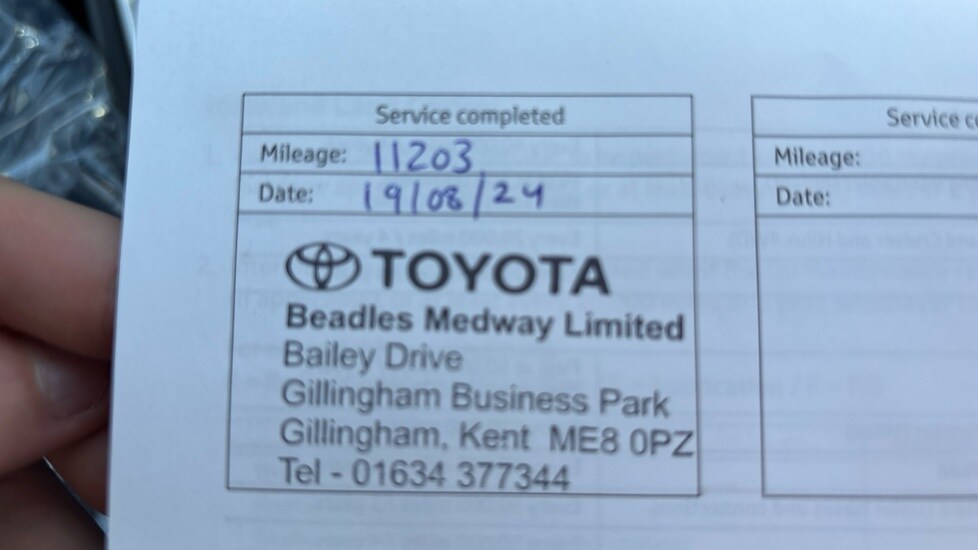 Service completed
Mileage: 11203
Date: 19/08/24
TOYOTA
Beadles Medway Limited
Bailey Drive
Gillingham Business Park
Gillingham, Kent ME8 0PZ
Tel - 01634 377344
Service
Mileage:
Date: